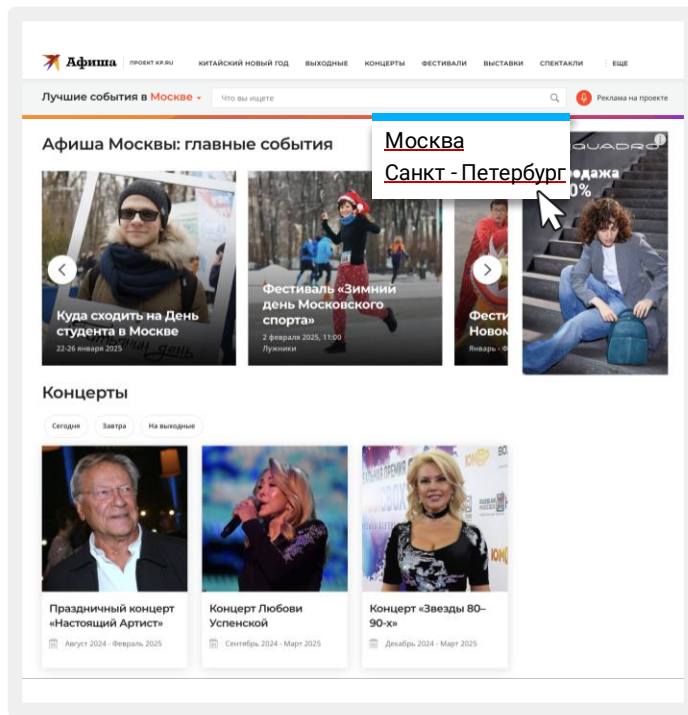 Афиша ПРОЕКТ KP.RU КИТАЙСКИЙ НОВЫЙ ГОД ВЫХОДНЫЕ КОНЦЕРТЫ ФЕСТИВАЛИ ВЫСТАВКИ СПЕКТАКЛИ ЕЩЕ
Лучшие события в Москве Что вы ищете Реклама на проекте
Афиша Москвы: главные события
Москва
Санкт - Петербург
QUADRO
одажа
0%
Куда сходить на День
студента в Москве
22-26 января 2025
Фестиваль «Зимний
день Московского
спорта»
2 февраля 2025, 11:00
Лужники
Фести
Новом
Январь - Ф
Концерты
Сегодня Завтра На выходные
Праздничный концерт
«Настоящий Артист»
Август 2024 - Февраль 2025
Концерт Любови
Успенской
Сентябрь 2024 - Март 2025
Концерт «Звезды 80–
90-х»
Декабрь 2024 - Март 2025